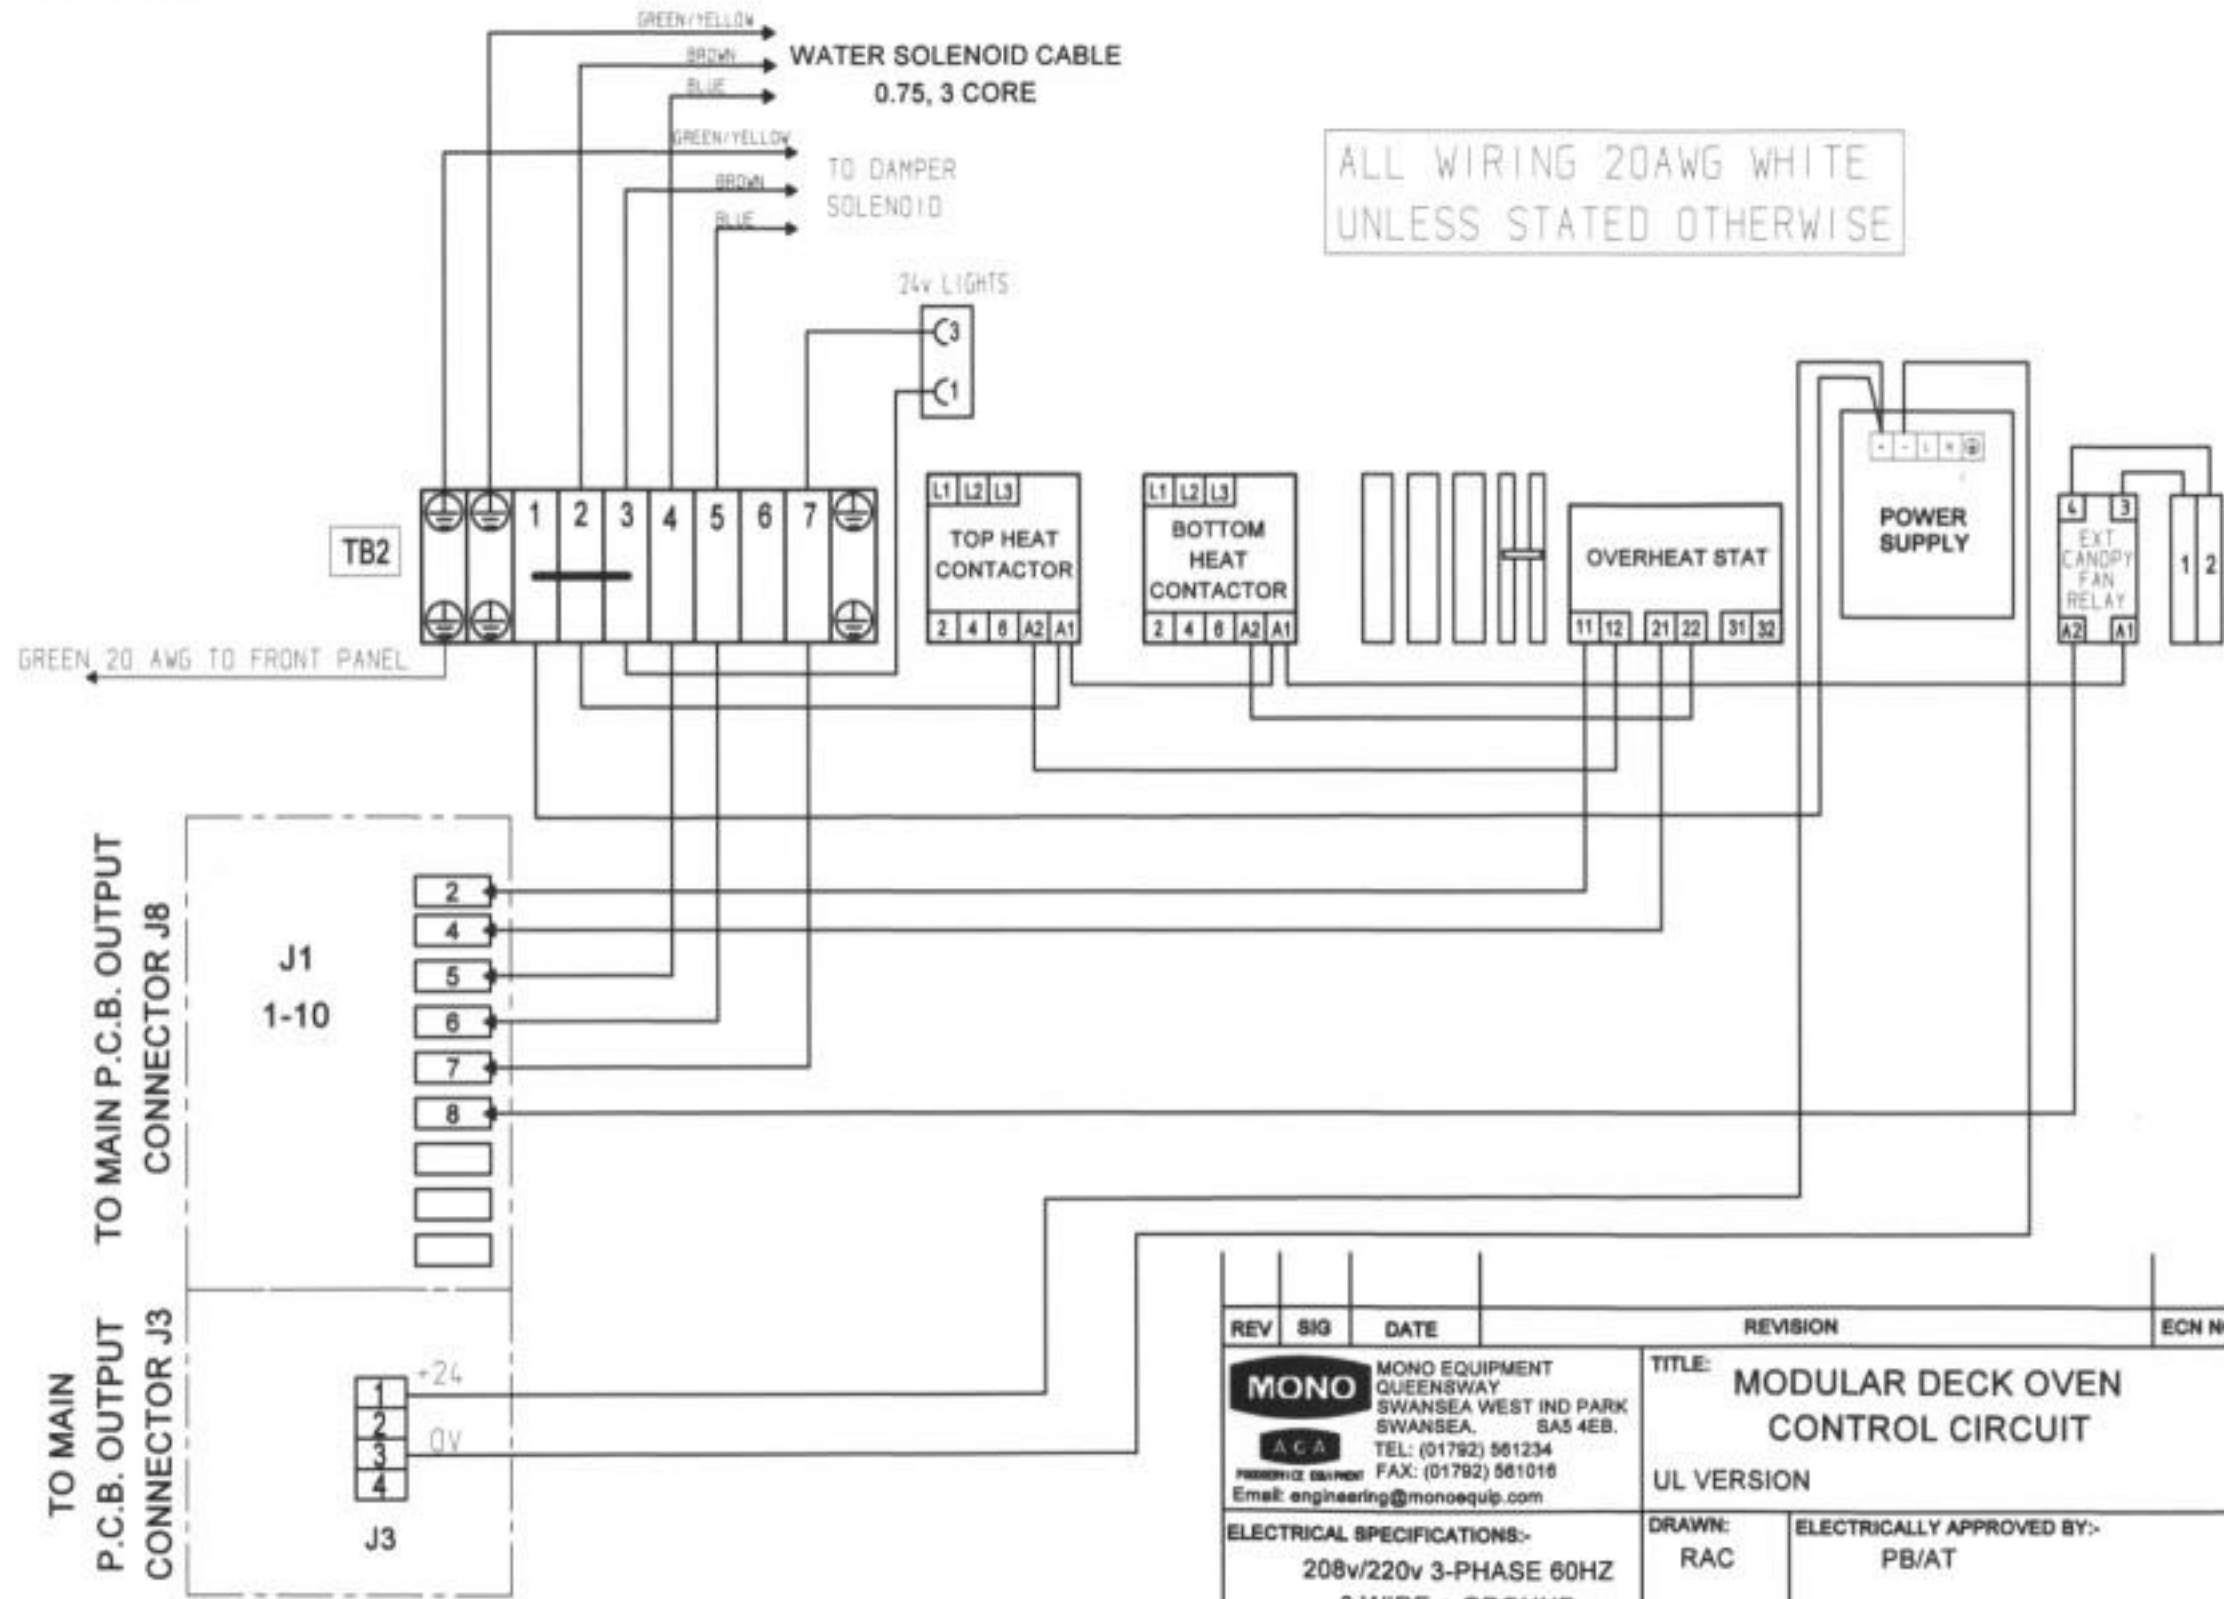 GREEN/YELLOW
BROWN
BLUE
WATER SOLENOID CABLE
0.75, 3 CORE
GREEN/YELLOW
BROWN
BLUE
TO DAMPER
SOLENOID
ALL WIRING 20AWG WHITE
UNLESS STATED OTHERWISE
24v LIGHTS
3
1
TB2
1 2 3 4 5 6 7
L1 L2 L3
TOP HEAT
CONTACTOR
2 4 6 A2 A1
L1 L2 L3
BOTTOM
HEAT
CONTACTOR
2 4 6 A2 A1
OVERHEAT STAT
11 12 21 22 31 32
+ - L N
POWER
SUPPLY
4 3
EXT
CANOPY
FAN
RELAY
A2 A1
1 2
GREEN 20 AWG TO FRONT PANEL
TO MAIN P.C.B. OUTPUT
CONNECTOR J8
J1
1-10
2
4
5
6
7
8
TO MAIN
P.C.B. OUTPUT
CONNECTOR J3
1
2
3
4
+24
0V
J3
REV SIG DATE REVISION ECN
MONO
AGA
FOODSERVICE EQUIPMENT
MONO EQUIPMENT
QUEENSWAY
SWANSEA WEST IND PARK
SWANSEA. SA5 4EB.
TEL: (01792) 561234
FAX: (01792) 561016
Email: engineering@monoequip.com
TITLE:
MODULAR DECK OVEN
CONTROL CIRCUIT
UL VERSION
ELECTRICAL SPECIFICATIONS:-
208v/220v 3-PHASE 60HZ
DRAWN:
RAC
ELECTRICALLY APPROVED BY:-
PB/AT